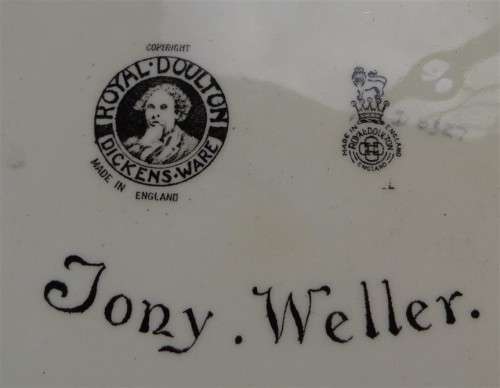 COPYRIGHT
ROYAL · DOULTON
DICKENS · WARE
MADE IN
ENGLAND
MADE IN ENGLAND
ROYAL DOULTON
ENGLAND
Tony . Weller.